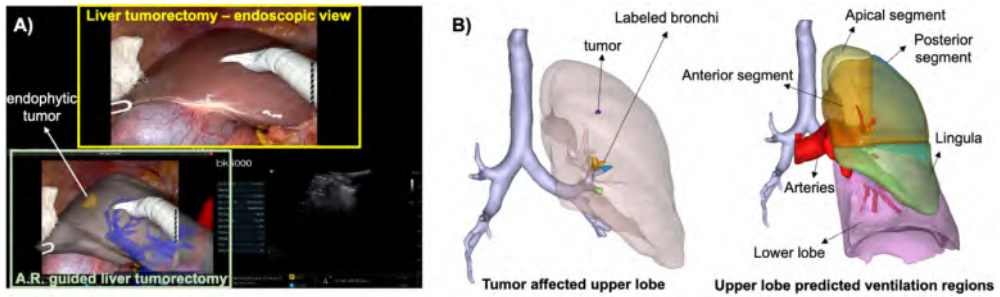 A)
Liver tumorectomy – endoscopic view
endophytic
tumor
bk5000
A.R. guided liver tumorectomy
B)
Labeled bronchi
tumor
Tumor affected upper lobe
Apical segment
Posterior
segment
Anterior segment
Lingula
Arteries
Lower lobe
Upper lobe predicted ventilation regions